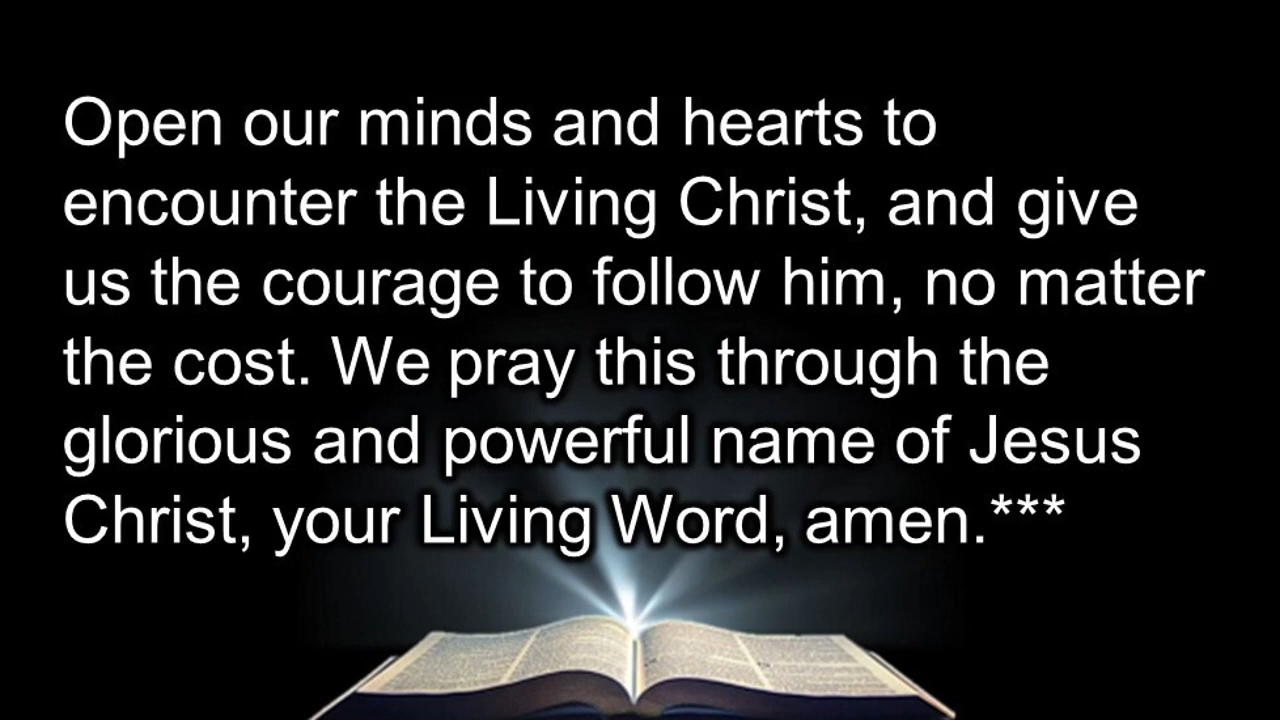 Open our minds and hearts to
encounter the Living Christ, and give
us the courage to follow him, no matter
the cost. We pray this through the
glorious and powerful name of Jesus
Christ, your Living Word, amen.***